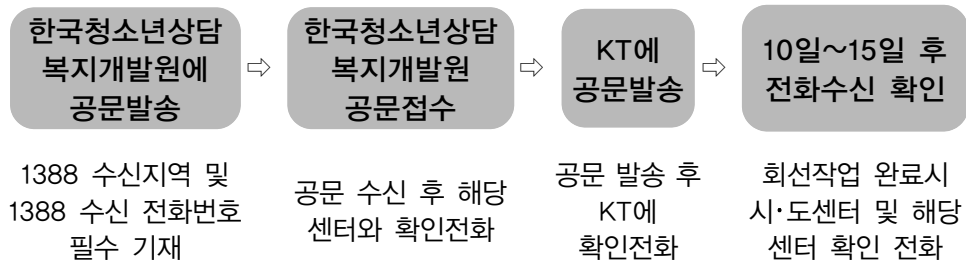 한국청소년상담
복지개발원에
공문발송
⇨
한국청소년상담
복지개발원
공문접수
⇨
KT에
공문발송
⇨
10일~15일 후
전화수신 확인
1388 수신지역 및
1388 수신 전화번호
필수 기재
공문 수신 후 해당
센터와 확인전화
공문 발송 후
KT에
확인전화
회선작업 완료시
시·도센터 및 해당
센터 확인 전화